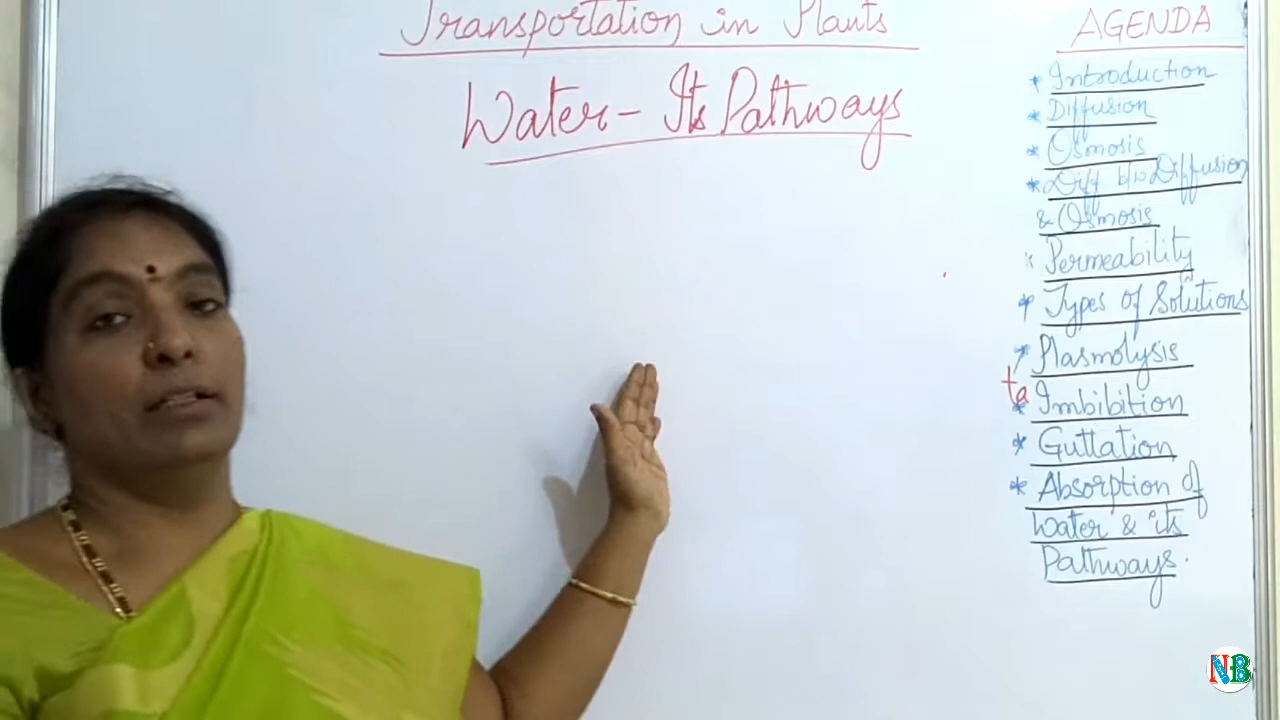 Transportation in Plants
Water - Its Pathways
AGENDA
* Introduction
* Diffusion
* Osmosis
* Diff b/w Diffusion
& Osmosis
* Permeability
* Types of Solutions
* Plasmolysis
ta
* Imbibition
* Guttation
* Absorption of
Water & its
Pathways.
NB